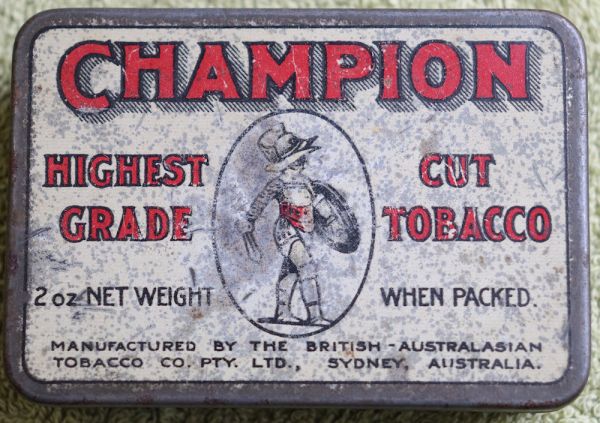 CHAMPION
HIGHEST GRADE
CUT TOBACCO
2 oz NET WEIGHT WHEN PACKED.
MANUFACTURED BY THE BRITISH-AUSTRALASIAN
TOBACCO CO. PTY. LTD., SYDNEY, AUSTRALIA.